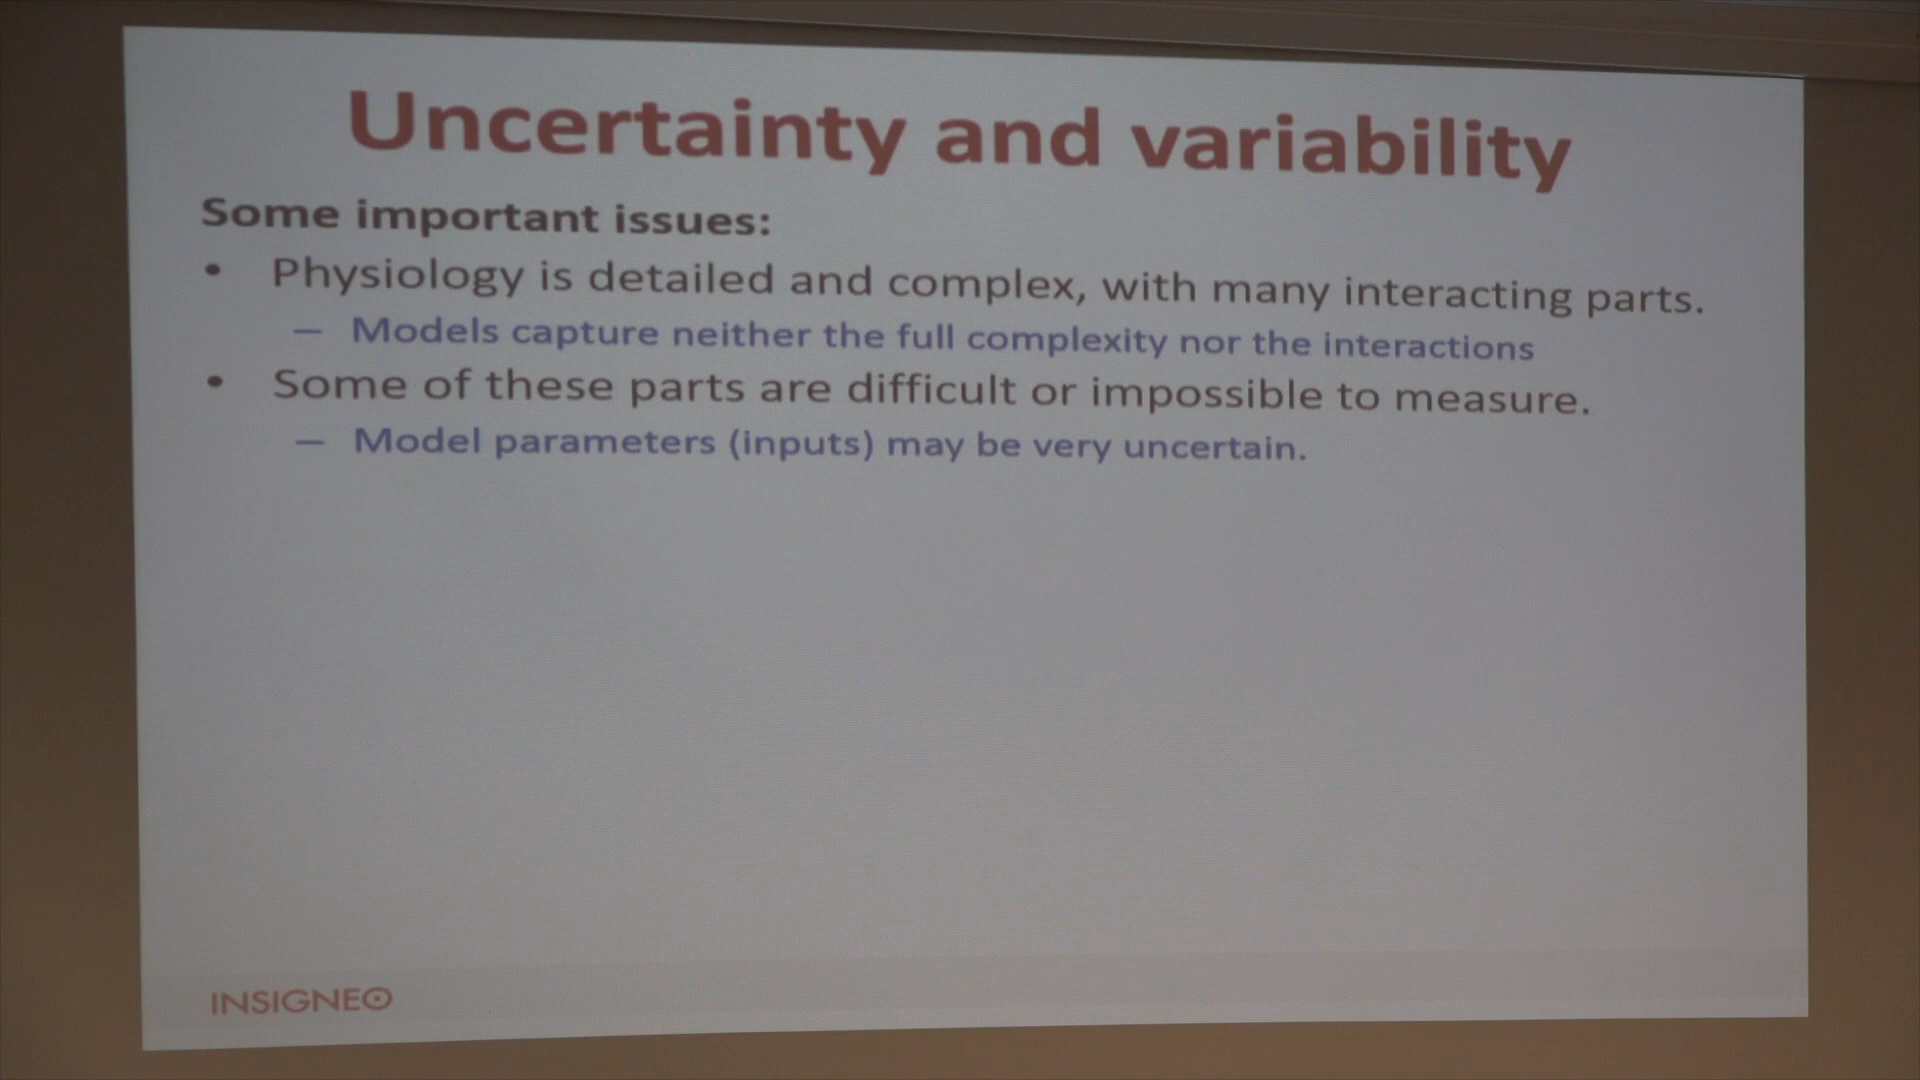 Uncertainty and variability
Some important issues:
• Physiology is detailed and complex, with many interacting parts.
– Models capture neither the full complexity nor the interactions
• Some of these parts are difficult or impossible to measure.
– Model parameters (inputs) may be very uncertain.
INSIGNEO